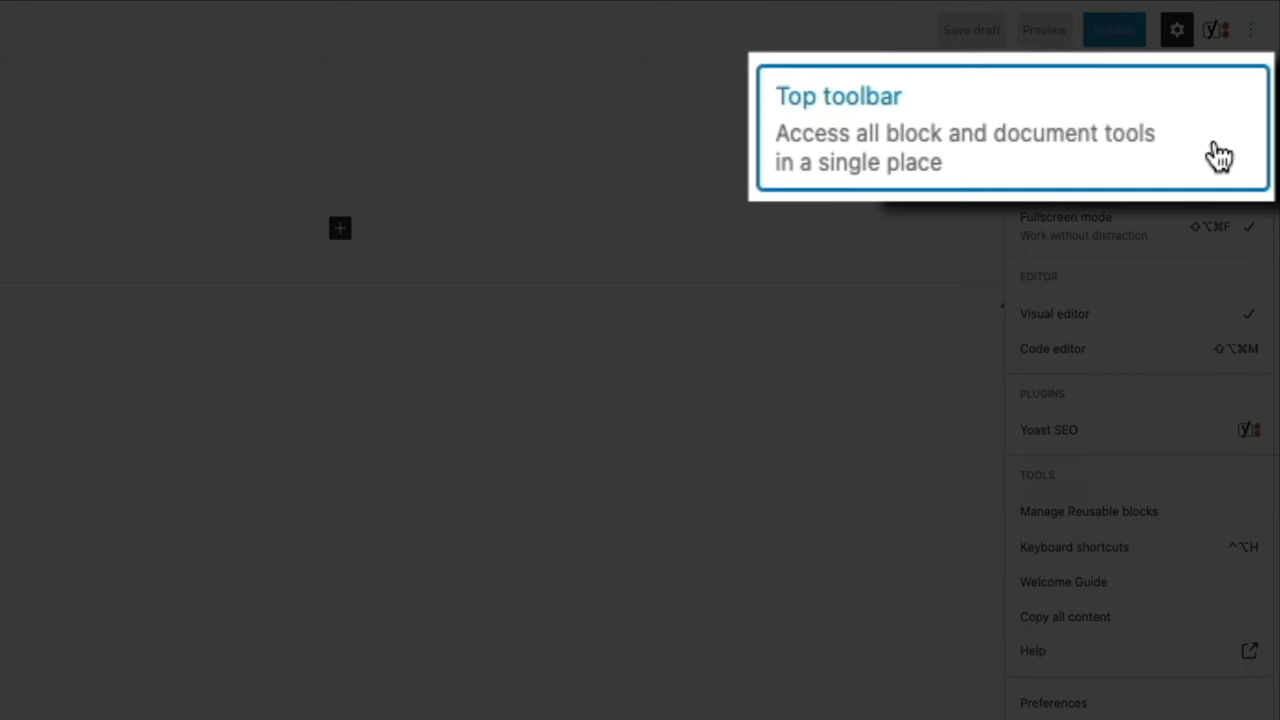 Save draft Preview Publish
Top toolbar
Access all block and document tools
in a single place
Fullscreen mode ⇧⌥⌘F
Work without distraction
EDITOR
Visual editor
Code editor ⇧⌥⌘M
PLUGINS
Yoast SEO
TOOLS
Manage Reusable blocks
Keyboard shortcuts ^⌥H
Welcome Guide
Copy all content
Help
Preferences